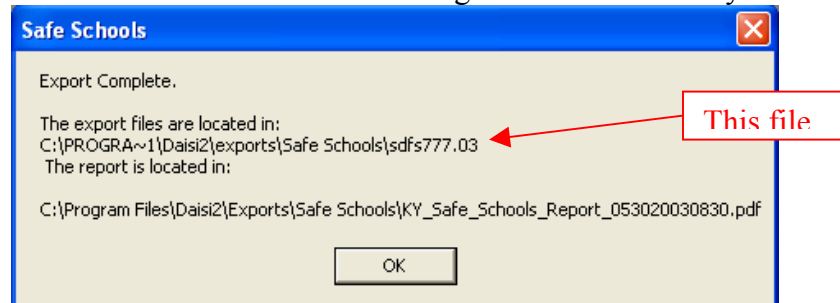 Safe Schools
Export Complete.
The export files are located in:
C:\PROGRA~1\Daisi2\exports\Safe Schools\sdfs777.03
This file
The report is located in:
C:\Program Files\Daisi2\Exports\Safe Schools\KY_Safe_Schools_Report_053020030830.pdf
OK